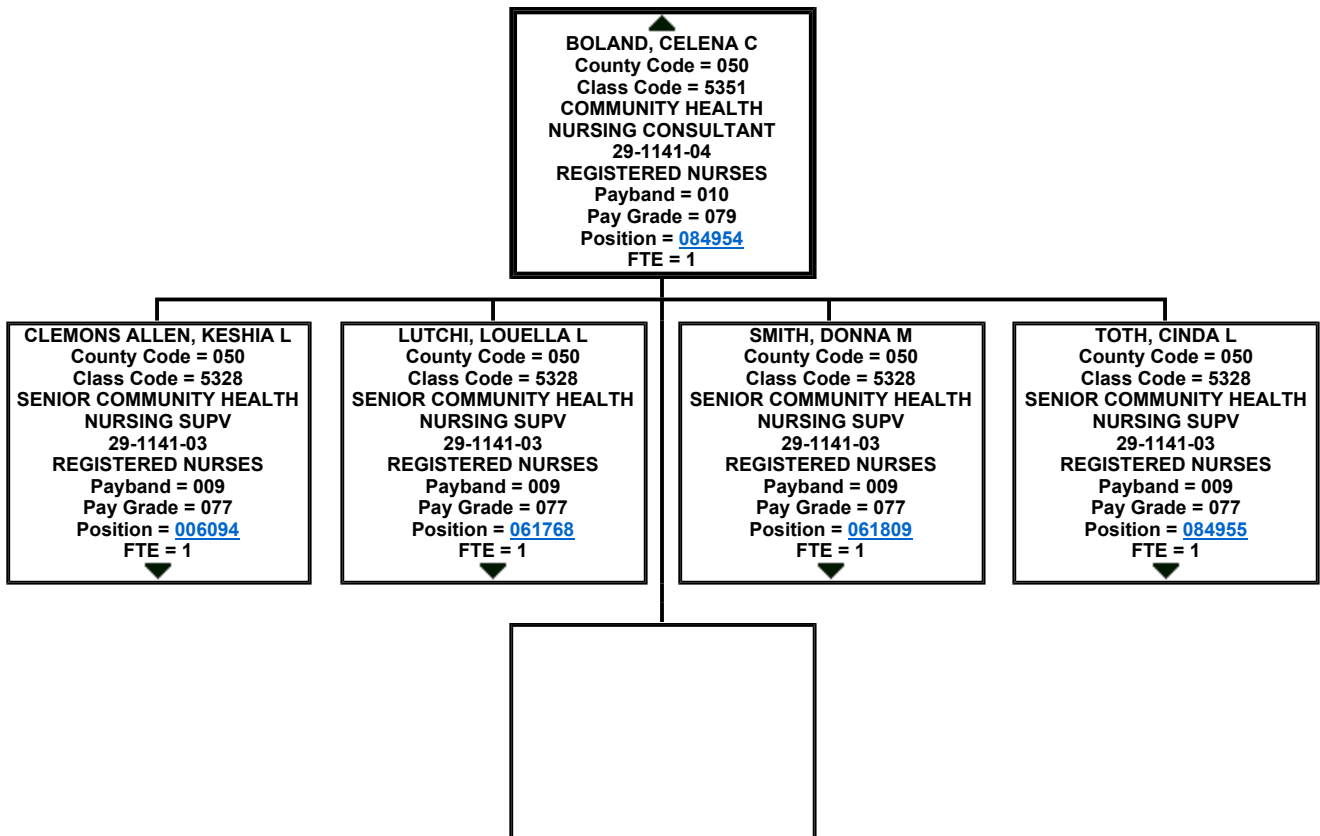 BOLAND, CELENA C
County Code = 050
Class Code = 5351
COMMUNITY HEALTH
NURSING CONSULTANT
29-1141-04
REGISTERED NURSES
Payband = 010
Pay Grade = 079
Position = 084954
FTE = 1
CLEMONS ALLEN, KESHIA L
County Code = 050
Class Code = 5328
SENIOR COMMUNITY HEALTH
NURSING SUPV
29-1141-03
REGISTERED NURSES
Payband = 009
Pay Grade = 077
Position = 006094
FTE = 1
LUTCHI, LOUELLA L
County Code = 050
Class Code = 5328
SENIOR COMMUNITY HEALTH
NURSING SUPV
29-1141-03
REGISTERED NURSES
Payband = 009
Pay Grade = 077
Position = 061768
FTE = 1
SMITH, DONNA M
County Code = 050
Class Code = 5328
SENIOR COMMUNITY HEALTH
NURSING SUPV
29-1141-03
REGISTERED NURSES
Payband = 009
Pay Grade = 077
Position = 061809
FTE = 1
TOTH, CINDA L
County Code = 050
Class Code = 5328
SENIOR COMMUNITY HEALTH
NURSING SUPV
29-1141-03
REGISTERED NURSES
Payband = 009
Pay Grade = 077
Position = 084955
FTE = 1